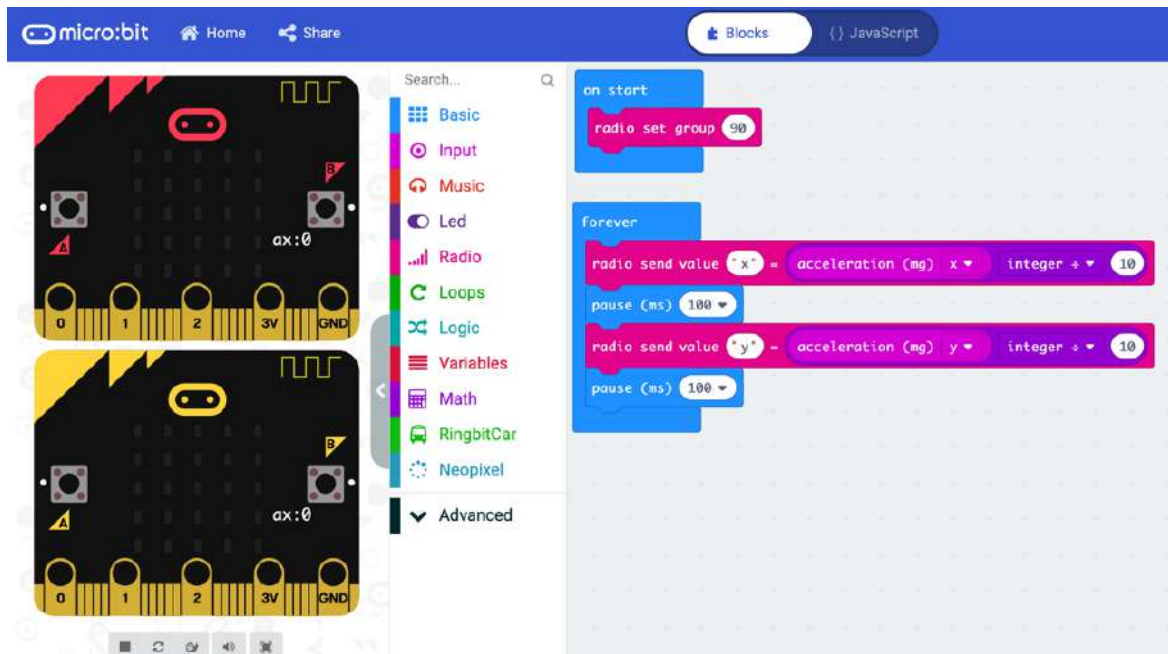 micro:bit Home Share Blocks {} JavaScript
B
A
ax:0
0 1 2 3V GND
B
A
ax:0
0 1 2 3V GND
Search...
Basic
Input
Music
Led
Radio
Loops
Logic
Variables
Math
RingbitCar
Neopixel
Advanced
on start
radio set group 90
forever
radio send value "x" = acceleration (mg) x integer ÷ 10
pause (ms) 100
radio send value "y" = acceleration (mg) y integer ÷ 10
pause (ms) 100